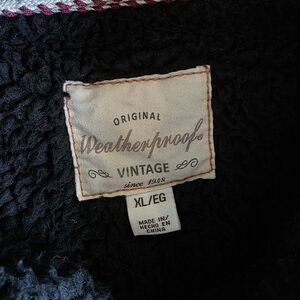 ORIGINAL
Weatherproof®
VINTAGE
since 1948
XL/EG
MADE IN/
HECHO EN
CHINA